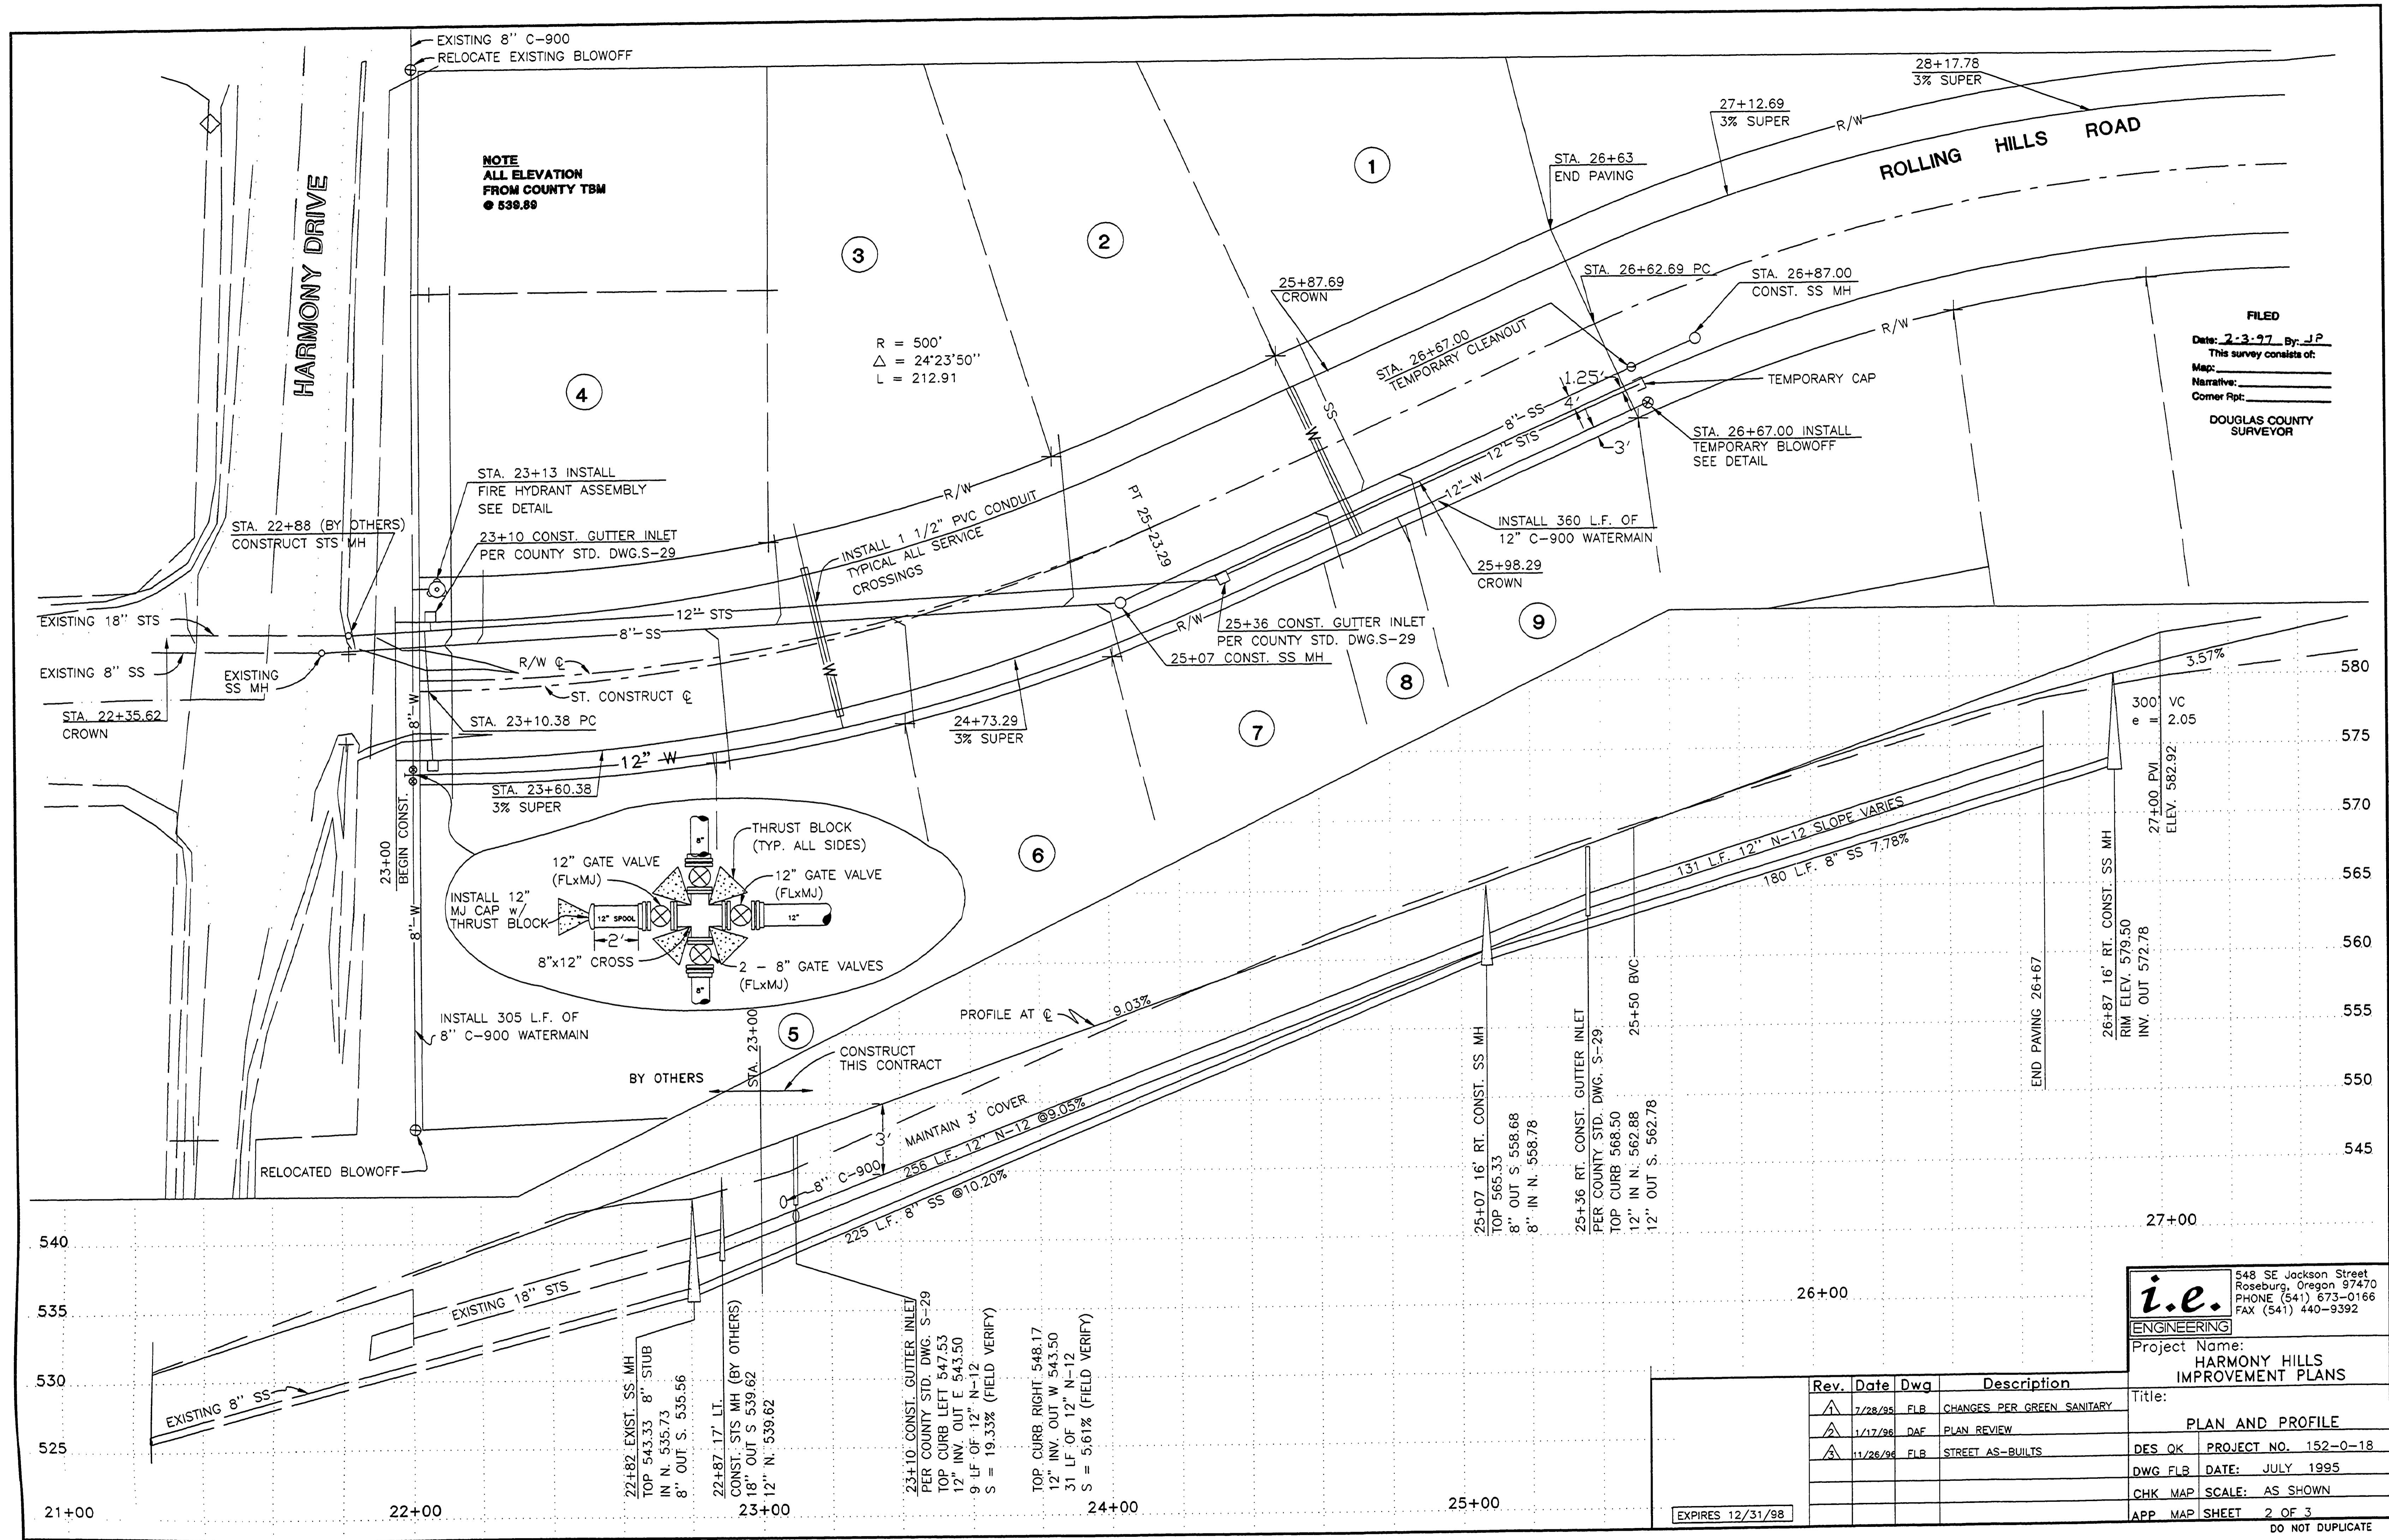 EXISTING 8" C-900
RELOCATE EXISTING BLOWOFF
28+17.78
3% SUPER
27+12.69
3% SUPER
R/W
ROLLING HILLS ROAD
NOTE
ALL ELEVATION
FROM COUNTY TBM
@ 539.89
HARMONY DRIVE
1
2
3
4
STA. 26+63
END PAVING
STA. 26+62.69 PC
STA. 26+87.00
CONST. SS MH
25+87.69
CROWN
R = 500'
Δ = 24°23'50"
L = 212.91
STA. 26+67.00
TEMPORARY CLEANOUT
1.25'
4'
3'
TEMPORARY CAP
R/W
FILED
Date: 2-3-97 By: JP
This survey consists of:
Map:
Narrative:
Corner Rpt:
DOUGLAS COUNTY
SURVEYOR
STA. 26+67.00 INSTALL
TEMPORARY BLOWOFF
SEE DETAIL
SS
W
8"-SS
12"-STS
12"-W
STA. 23+13 INSTALL
FIRE HYDRANT ASSEMBLY
SEE DETAIL
R/W
INSTALL 1 1/2" PVC CONDUIT
TYPICAL ALL SERVICE
CROSSINGS
PT 25-23.29
INSTALL 360 L.F. OF
12" C-900 WATERMAIN
STA. 22+88 (BY OTHERS)
CONSTRUCT STS MH
23+10 CONST. GUTTER INLET
PER COUNTY STD. DWG.S-29
25+98.29
CROWN
12" STS
8"-SS
EXISTING 18" STS
EXISTING 8" SS
EXISTING
SS MH
R/W ℄
ST. CONSTRUCT ℄
W
R/W
25+36 CONST. GUTTER INLET
PER COUNTY STD. DWG.S-29
25+07 CONST. SS MH
9
8
7
6
5
STA. 22+35.62
CROWN
8"-W
STA. 23+10.38 PC
24+73.29
3% SUPER
12" W
STA. 23+60.38
3% SUPER
23+00
BEGIN CONST.
8"-W
8"
THRUST BLOCK
(TYP. ALL SIDES)
12" GATE VALVE
(FLxMJ)
12" GATE VALVE
(FLxMJ)
INSTALL 12"
MJ CAP w/
THRUST BLOCK
12" SPOOL
12"
2'
8"x12" CROSS
2 - 8" GATE VALVES
(FLxMJ)
8"
INSTALL 305 L.F. OF
8" C-900 WATERMAIN
RELOCATED BLOWOFF
BY OTHERS
STA. 23+00
CONSTRUCT
THIS CONTRACT
PROFILE AT ℄
9.03%
3.57%
300' VC
e = 2.05
27+00 PVI
ELEV. 582.92
580
575
570
565
560
555
550
545
131 L.F. 12" N-12 SLOPE VARIES
180 L.F. 8" SS 7.78%
3'
MAINTAIN 3' COVER
8" C-900
256 L.F. 12" N-12 @9.05%
225 L.F. 8" SS @10.20%
25+07 16' RT. CONST. SS MH
TOP 565.33
8" OUT S 558.68
8" IN N. 558.78
25+36 RT. CONST. GUTTER INLET
PER COUNTY STD. DWG. S-29
TOP CURB 568.50
12" IN N. 562.88
12" OUT S. 562.78
25+50 BVC
END PAVING 26+67
26+87 16' RT. CONST. SS MH
RIM ELEV. 579.50
INV. OUT 572.78
540
535
530
525
EXISTING 18" STS
EXISTING 8" SS
22+82 EXIST. SS MH
TOP 543.33 8" STUB
IN N. 535.73
8" OUT S. 535.56
22+87 17' LT.
CONST. STS MH (BY OTHERS)
18" OUT S 539.62
12" N. 539.62
23+10 CONST. GUTTER INLET
PER COUNTY STD. DWG. S-29
TOP CURB LEFT 547.53
12" INV. OUT E 543.50
9 LF OF 12" N-12
S = 19.33% (FIELD VERIFY)
TOP CURB RIGHT 548.17
12" INV. OUT W 543.50
31 LF OF 12" N-12
S = 5.61% (FIELD VERIFY)
21+00
22+00
23+00
24+00
25+00
26+00
27+00
EXPIRES 12/31/98
Rev. Date Dwg Description
1 7/28/95 FLB CHANGES PER GREEN SANITARY
2 1/17/96 DAF PLAN REVIEW
3 11/26/96 FLB STREET AS-BUILTS
i.e.
ENGINEERING
548 SE Jackson Street
Roseburg, Oregon 97470
PHONE (541) 673-0166
FAX (541) 440-9392
Project Name:
HARMONY HILLS
IMPROVEMENT PLANS
Title:
PLAN AND PROFILE
DES QK PROJECT NO. 152-0-18
DWG FLB DATE: JULY 1995
CHK MAP SCALE: AS SHOWN
APP MAP SHEET 2 OF 3
DO NOT DUPLICATE